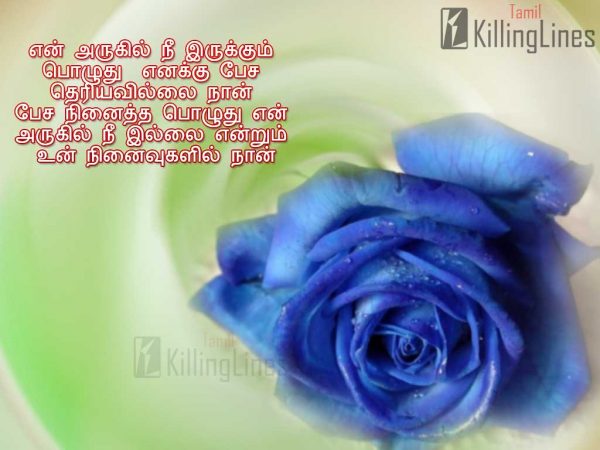 Tamil
KillingLines
என் அருகில் நீ இருக்கும்
பொழுது எனக்கு பேச
தெரியவில்லை நான்
பேச நினைத்த பொழுது என்
அருகில் நீ இல்லை என்றும்
உன் நினைவுகளில் நான்
Tamil
KillingLines